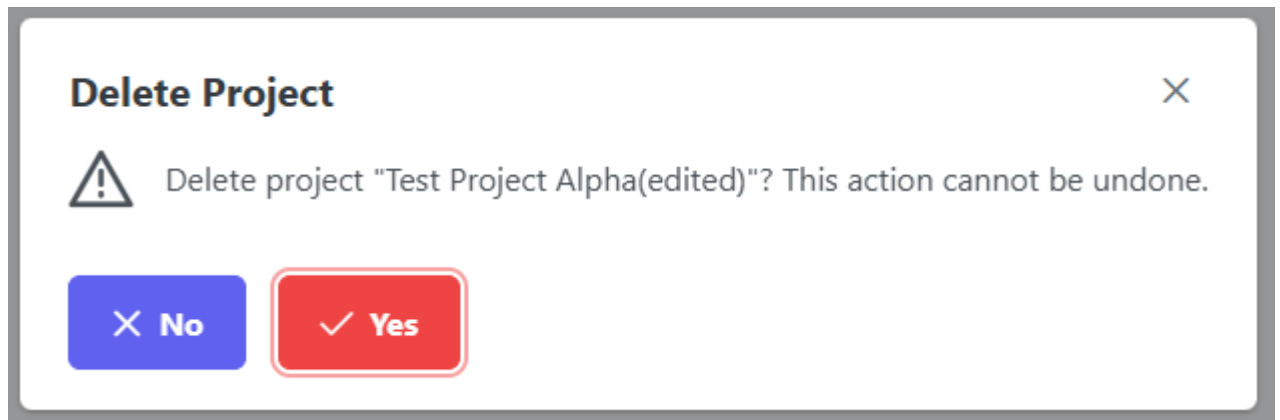 Delete Project
Delete project "Test Project Alpha(edited)"? This action cannot be undone.
No
Yes